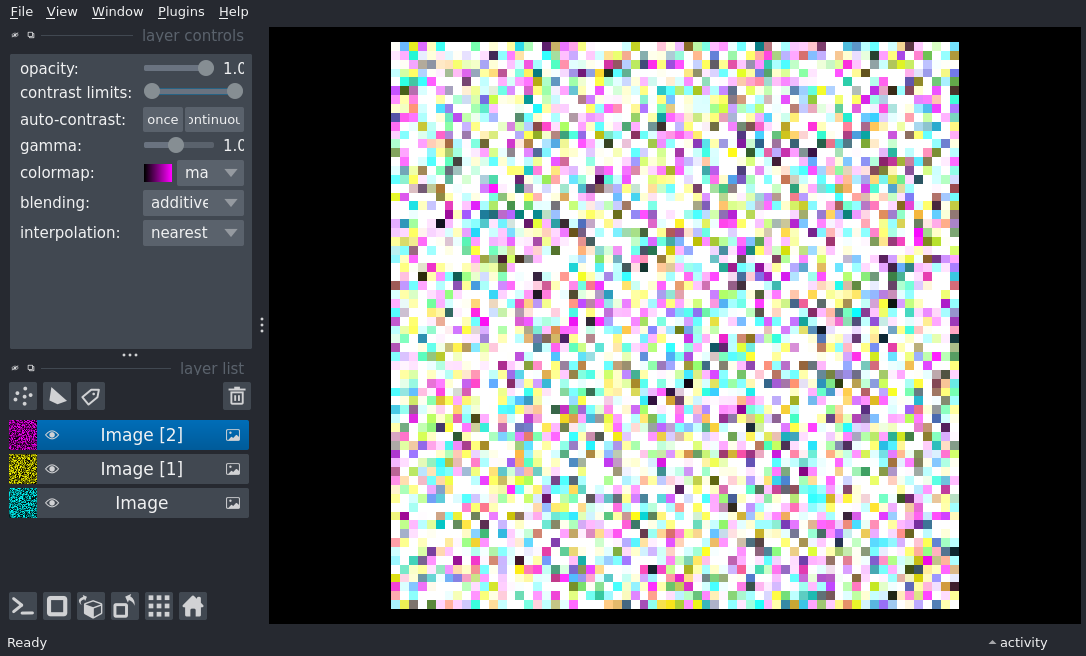 File View Window Plugins Help
layer controls
opacity: 1.0
contrast limits:
auto-contrast: once ontinuou
gamma: 1.0
colormap: ma
blending: additive
interpolation: nearest
layer list
Image [2]
Image [1]
Image
Ready activity